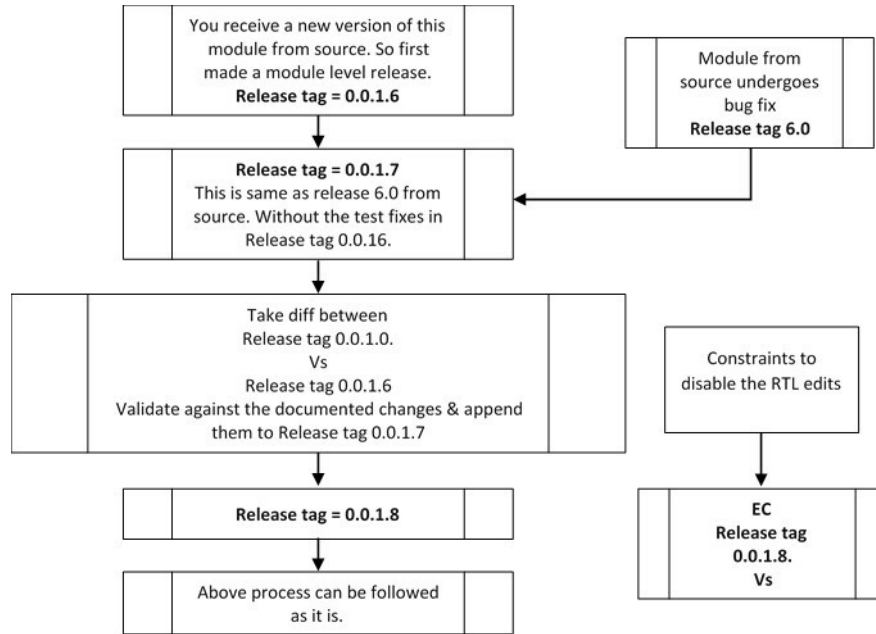 You receive a new version of this
module from source. So first
made a module level release.
Release tag = 0.0.1.6
Module from
source undergoes
bug fix
Release tag 6.0
Release tag = 0.0.1.7
This is same as release 6.0 from
source. Without the test fixes in
Release tag 0.0.16.
Take diff between
Release tag 0.0.1.0.
Vs
Release tag 0.0.1.6
Validate against the documented changes & append
them to Release tag 0.0.1.7
Constraints to
disable the RTL edits
Release tag = 0.0.1.8
EC
Release tag
0.0.1.8.
Vs
Above process can be followed
as it is.